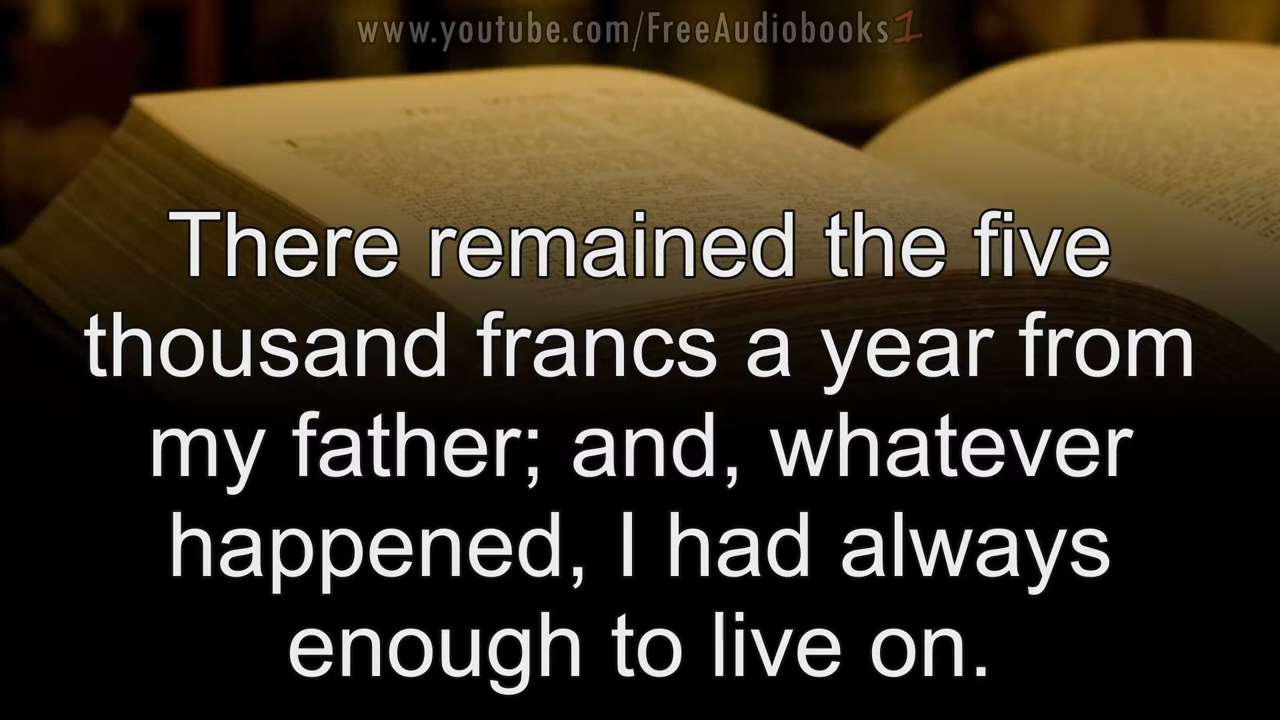 www.youtube.com/FreeAudiobooks1
There remained the five
thousand francs a year from
my father; and, whatever
happened, I had always
enough to live on.